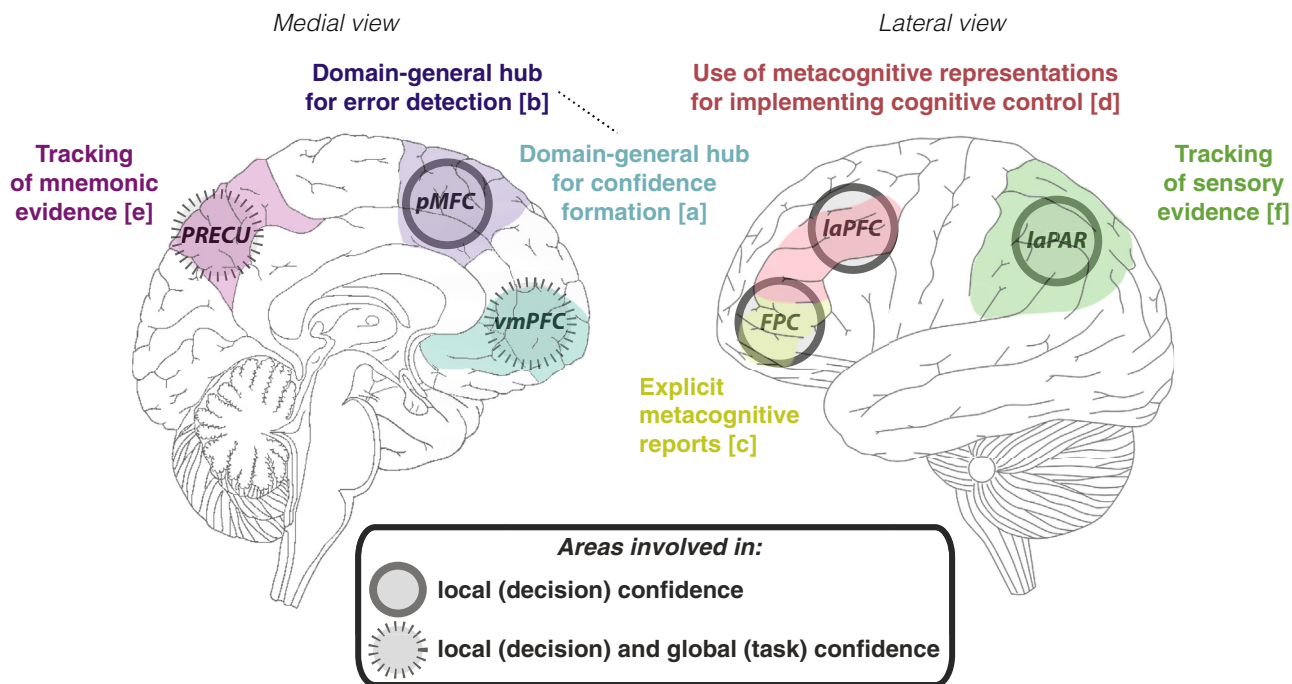 Medial view
Lateral view
Domain-general hub
for error detection [b]
Use of metacognitive representations
for implementing cognitive control [d]
Tracking
of mnemonic
evidence [e]
Domain-general hub
for confidence
formation [a]
Tracking
of sensory
evidence [f]
pMFC
PRECU
vmPFC
laPFC
laPAR
FPC
Explicit
metacognitive
reports [c]
Areas involved in:
local (decision) confidence
local (decision) and global (task) confidence